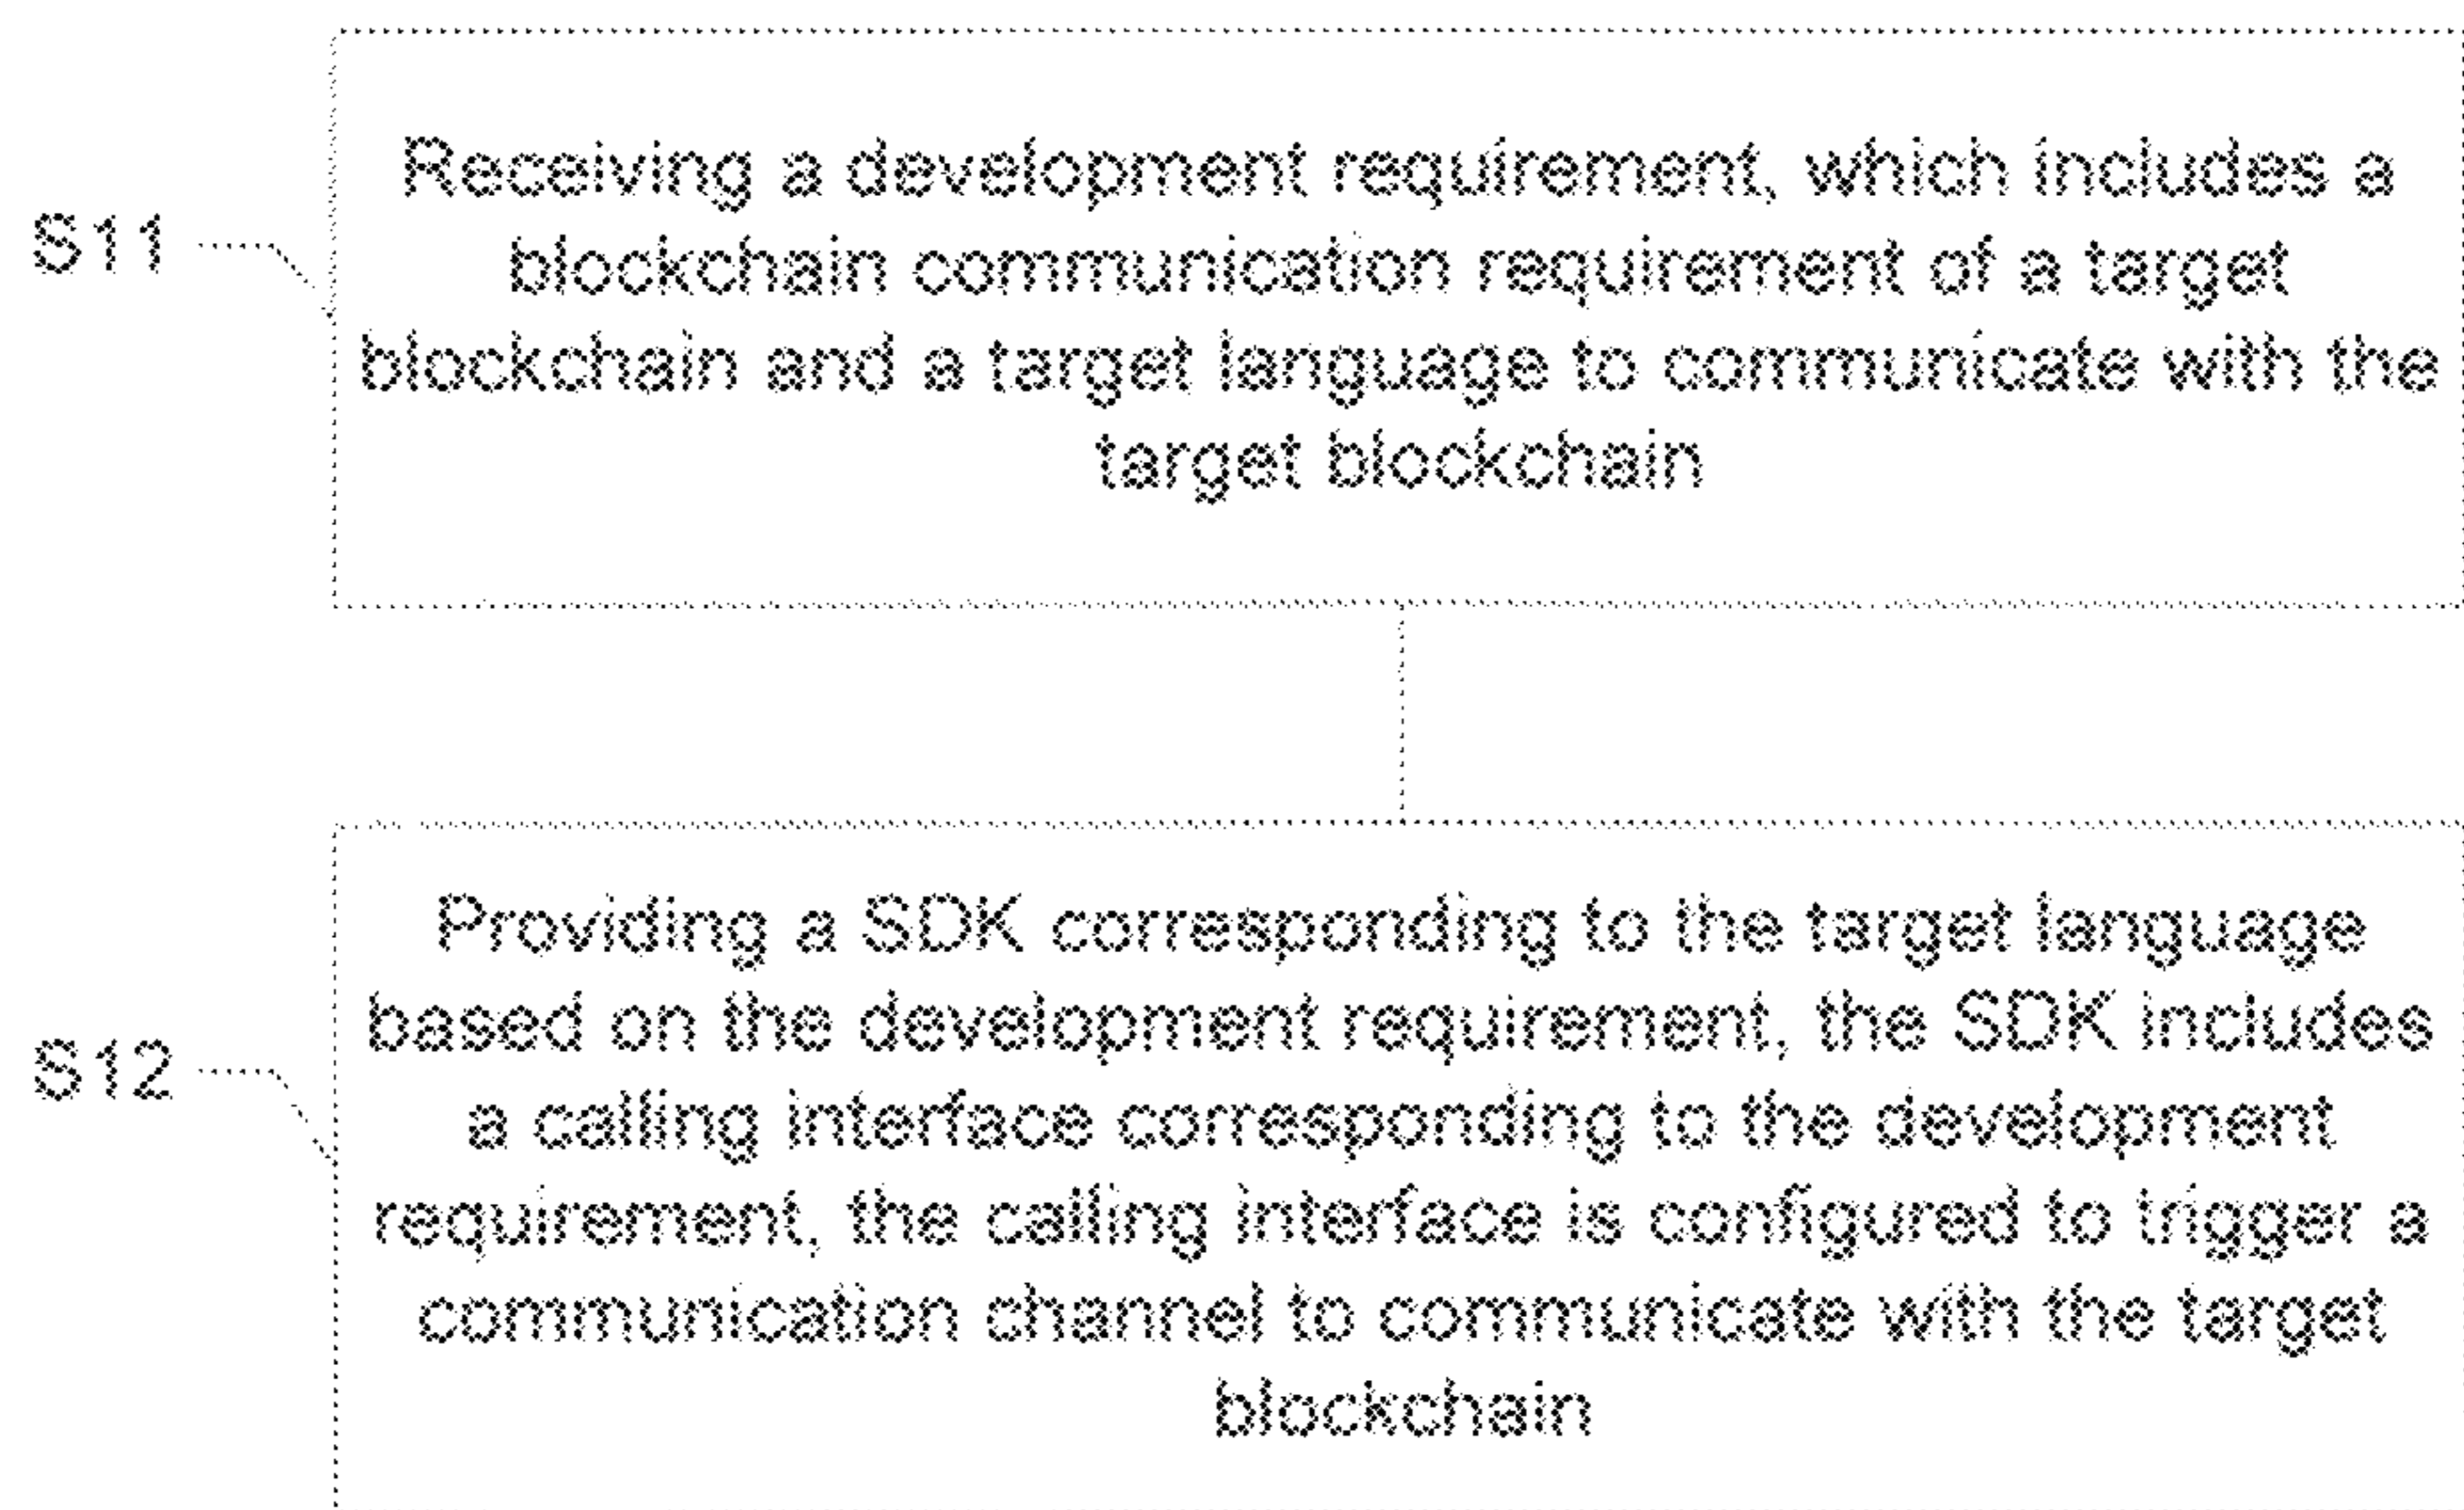 S11
Receiving a development requirement, which includes a
blockchain communication requirement of a target
blockchain and a target language to communicate with the
target blockchain
S12
Providing a SDK corresponding to the target language
based on the development requirement, the SDK includes
a calling interface corresponding to the development
requirement, the calling interface is configured to trigger a
communication channel to communicate with the target
blockchain